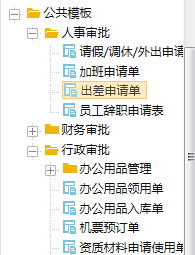 公共模板
人事审批
请假/调休/外出申请
加班申请单
出差申请单
员工辞职申请表
财务审批
行政审批
办公用品管理
办公用品领用单
办公用品入库单
机票预订单
资质材料申请使用单